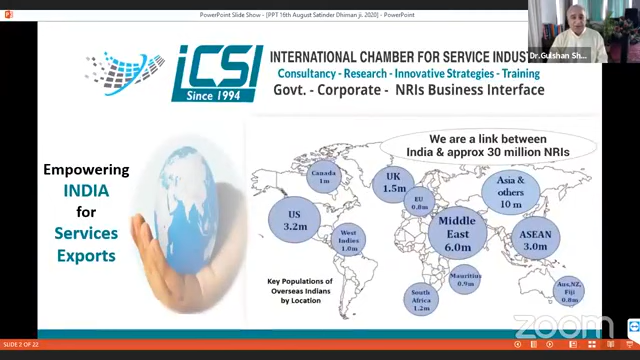 PowerPoint Slide Show - [PPT 16th August Satinder Dhiman ji. 2020] - PowerPoint
iCSI
Since 1994
INTERNATIONAL CHAMBER FOR SERVICE INDUST
Consultancy - Research - Innovative Strategies - Training
Govt. - Corporate - NRIs Business Interface
Dr.Gulshan Sh...
Empowering
INDIA
for
Services
Exports
We are a link between
India & approx 30 million NRIs
Canada
1m
UK
1.5m
EU
0.8m
Asia &
others
10 m
US
3.2m
West
Indies
1.0m
Middle
East
6.0m
ASEAN
3.0m
Key Populations of
Overseas Indians
by Location
South
Africa
1.2m
Mauritius
0.9m
Aus,NZ,
Fiji
0.8m
zoom
SLIDE 2 OF 22